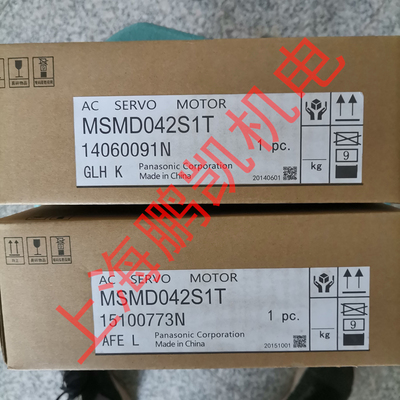 AC SERVO MOTOR
MSMD042S1T
14060091N
1 pc.
GLH K
Panasonic Corporation
Made in China
20140601
kg
9
AC SERVO MOTOR
MSMD042S1T
15100773N
1 pc.
AFE L
Panasonic Corporation
Made in China
20151001
kg
9
上海鹏凯机电